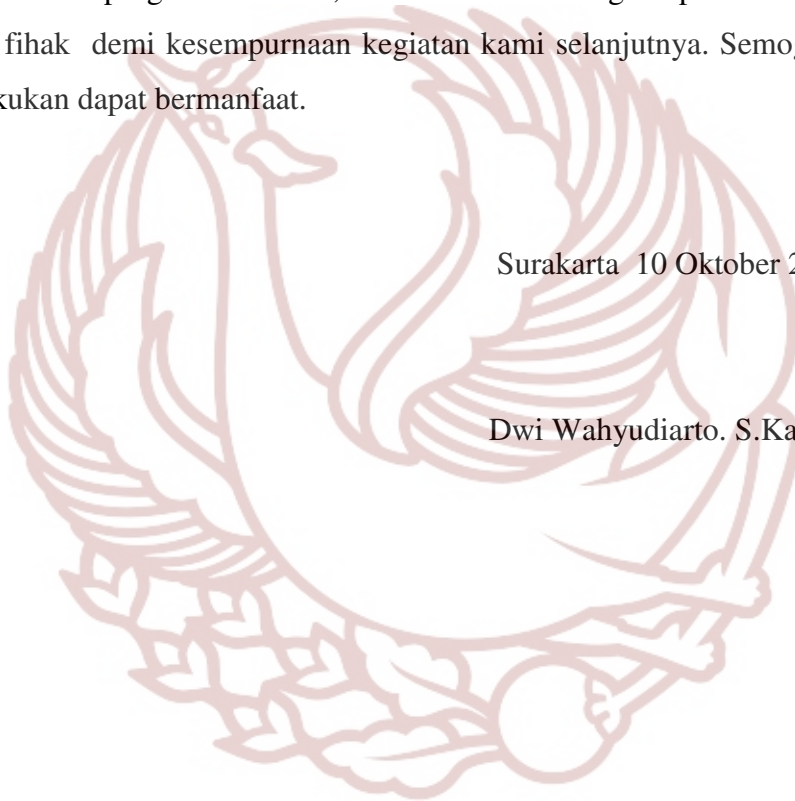 fihak demi kesempurnaan kegiatan kami selanjutnya. Semog
kukan dapat bermanfaat.
Surakarta 10 Oktober 2
Dwi Wahyudiarto. S.Ka